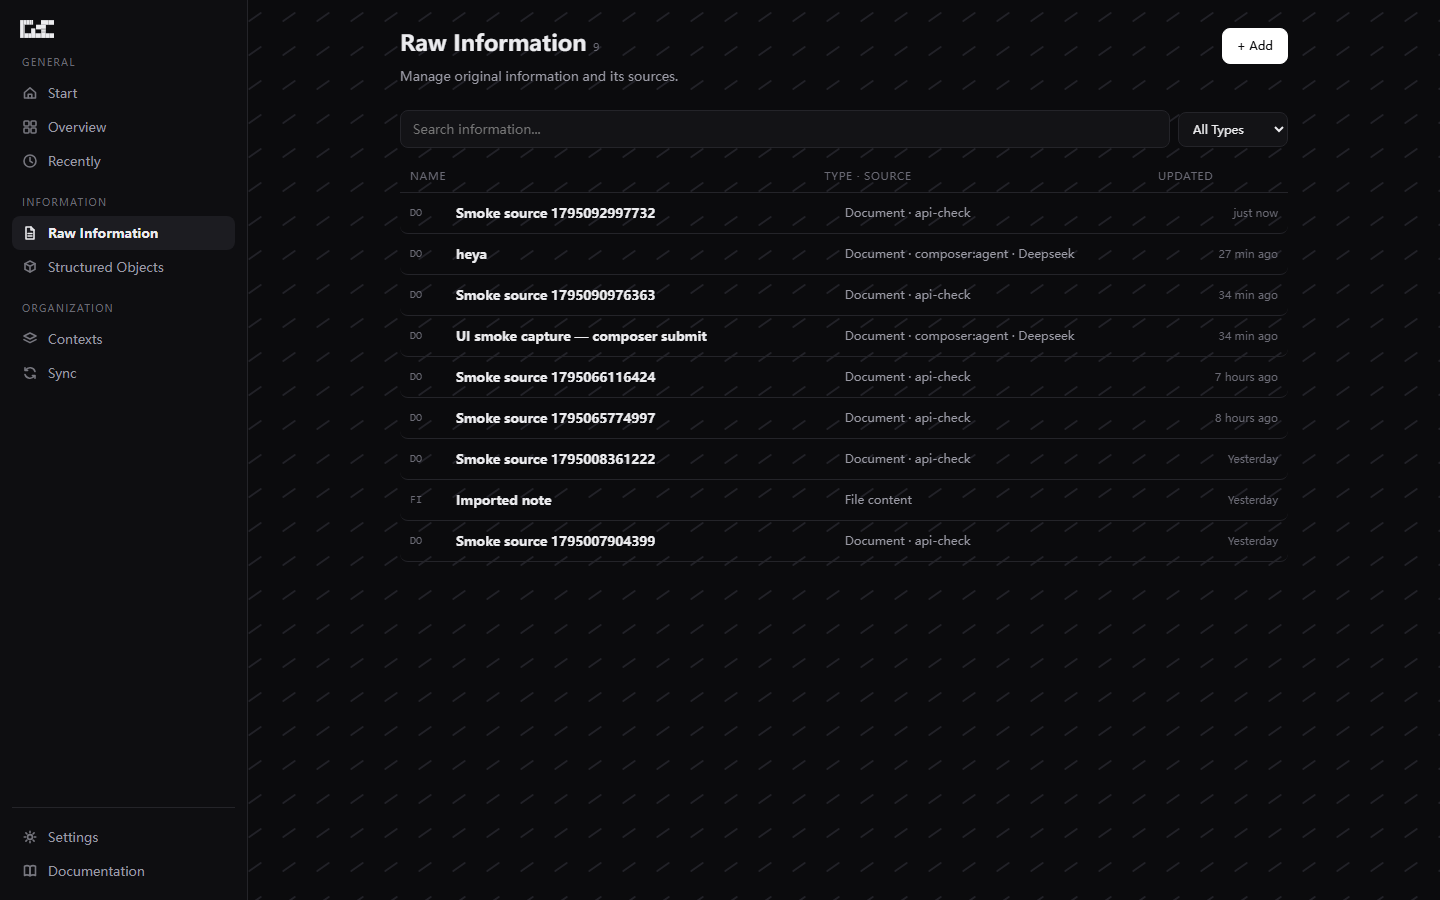 GENERAL
Start
Overview
Recently
INFORMATION
Raw Information
Structured Objects
ORGANIZATION
Contexts
Sync
Settings
Documentation
Raw Information 9
+ Add
Manage original information and its sources.
Search information...
All Types
NAME TYPE · SOURCE UPDATED
DO Smoke source 1795092997732 Document · api-check just now
DO heya Document · composer:agent · Deepseek 27 min ago
DO Smoke source 1795090976363 Document · api-check 34 min ago
DO UI smoke capture — composer submit Document · composer:agent · Deepseek 34 min ago
DO Smoke source 1795066116424 Document · api-check 7 hours ago
DO Smoke source 1795065774997 Document · api-check 8 hours ago
DO Smoke source 1795008361222 Document · api-check Yesterday
FI Imported note File content Yesterday
DO Smoke source 1795007904399 Document · api-check Yesterday